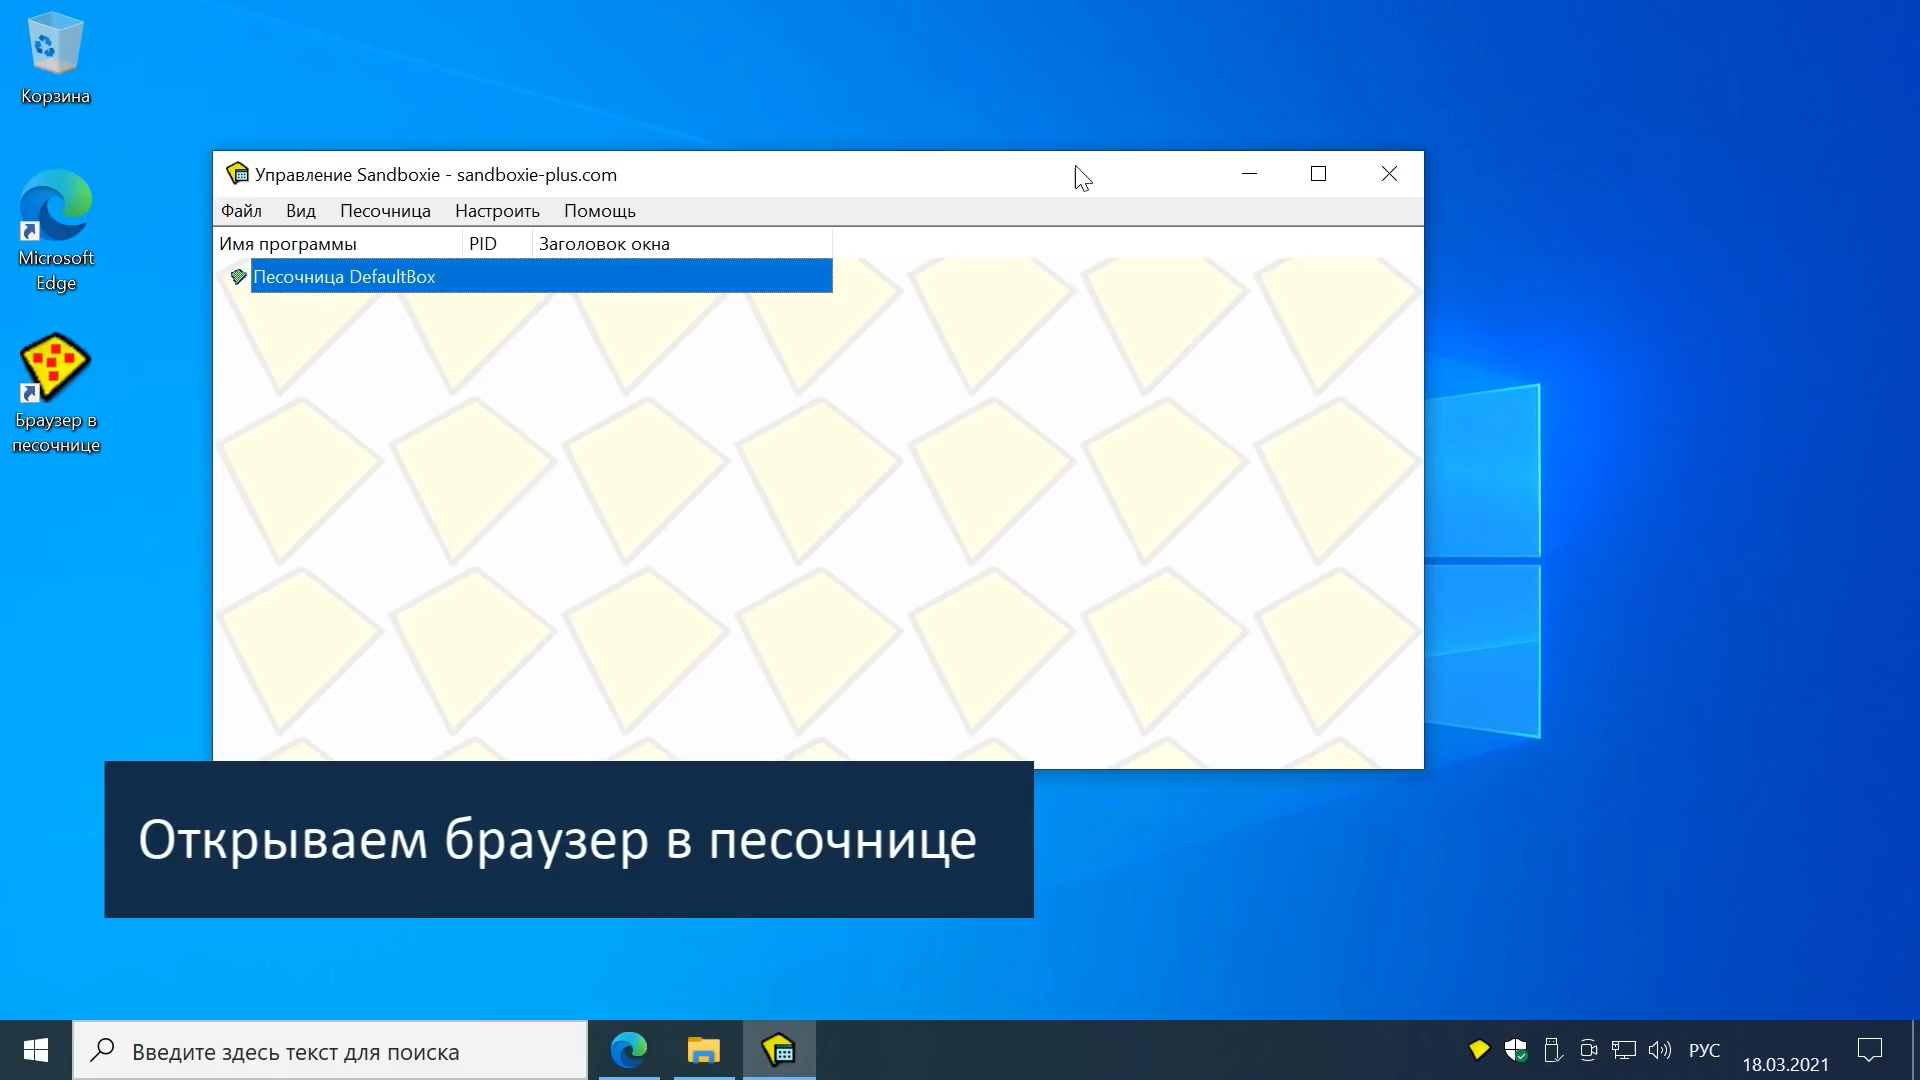 Корзина
Microsoft
Edge
Браузер в
песочнице
Управление Sandboxie - sandboxie-plus.com
Файл Вид Песочница Настроить Помощь
Имя программы PID Заголовок окна
Песочница DefaultBox
Открываем браузер в песочнице
Введите здесь текст для поиска
РУС
18.03.2021